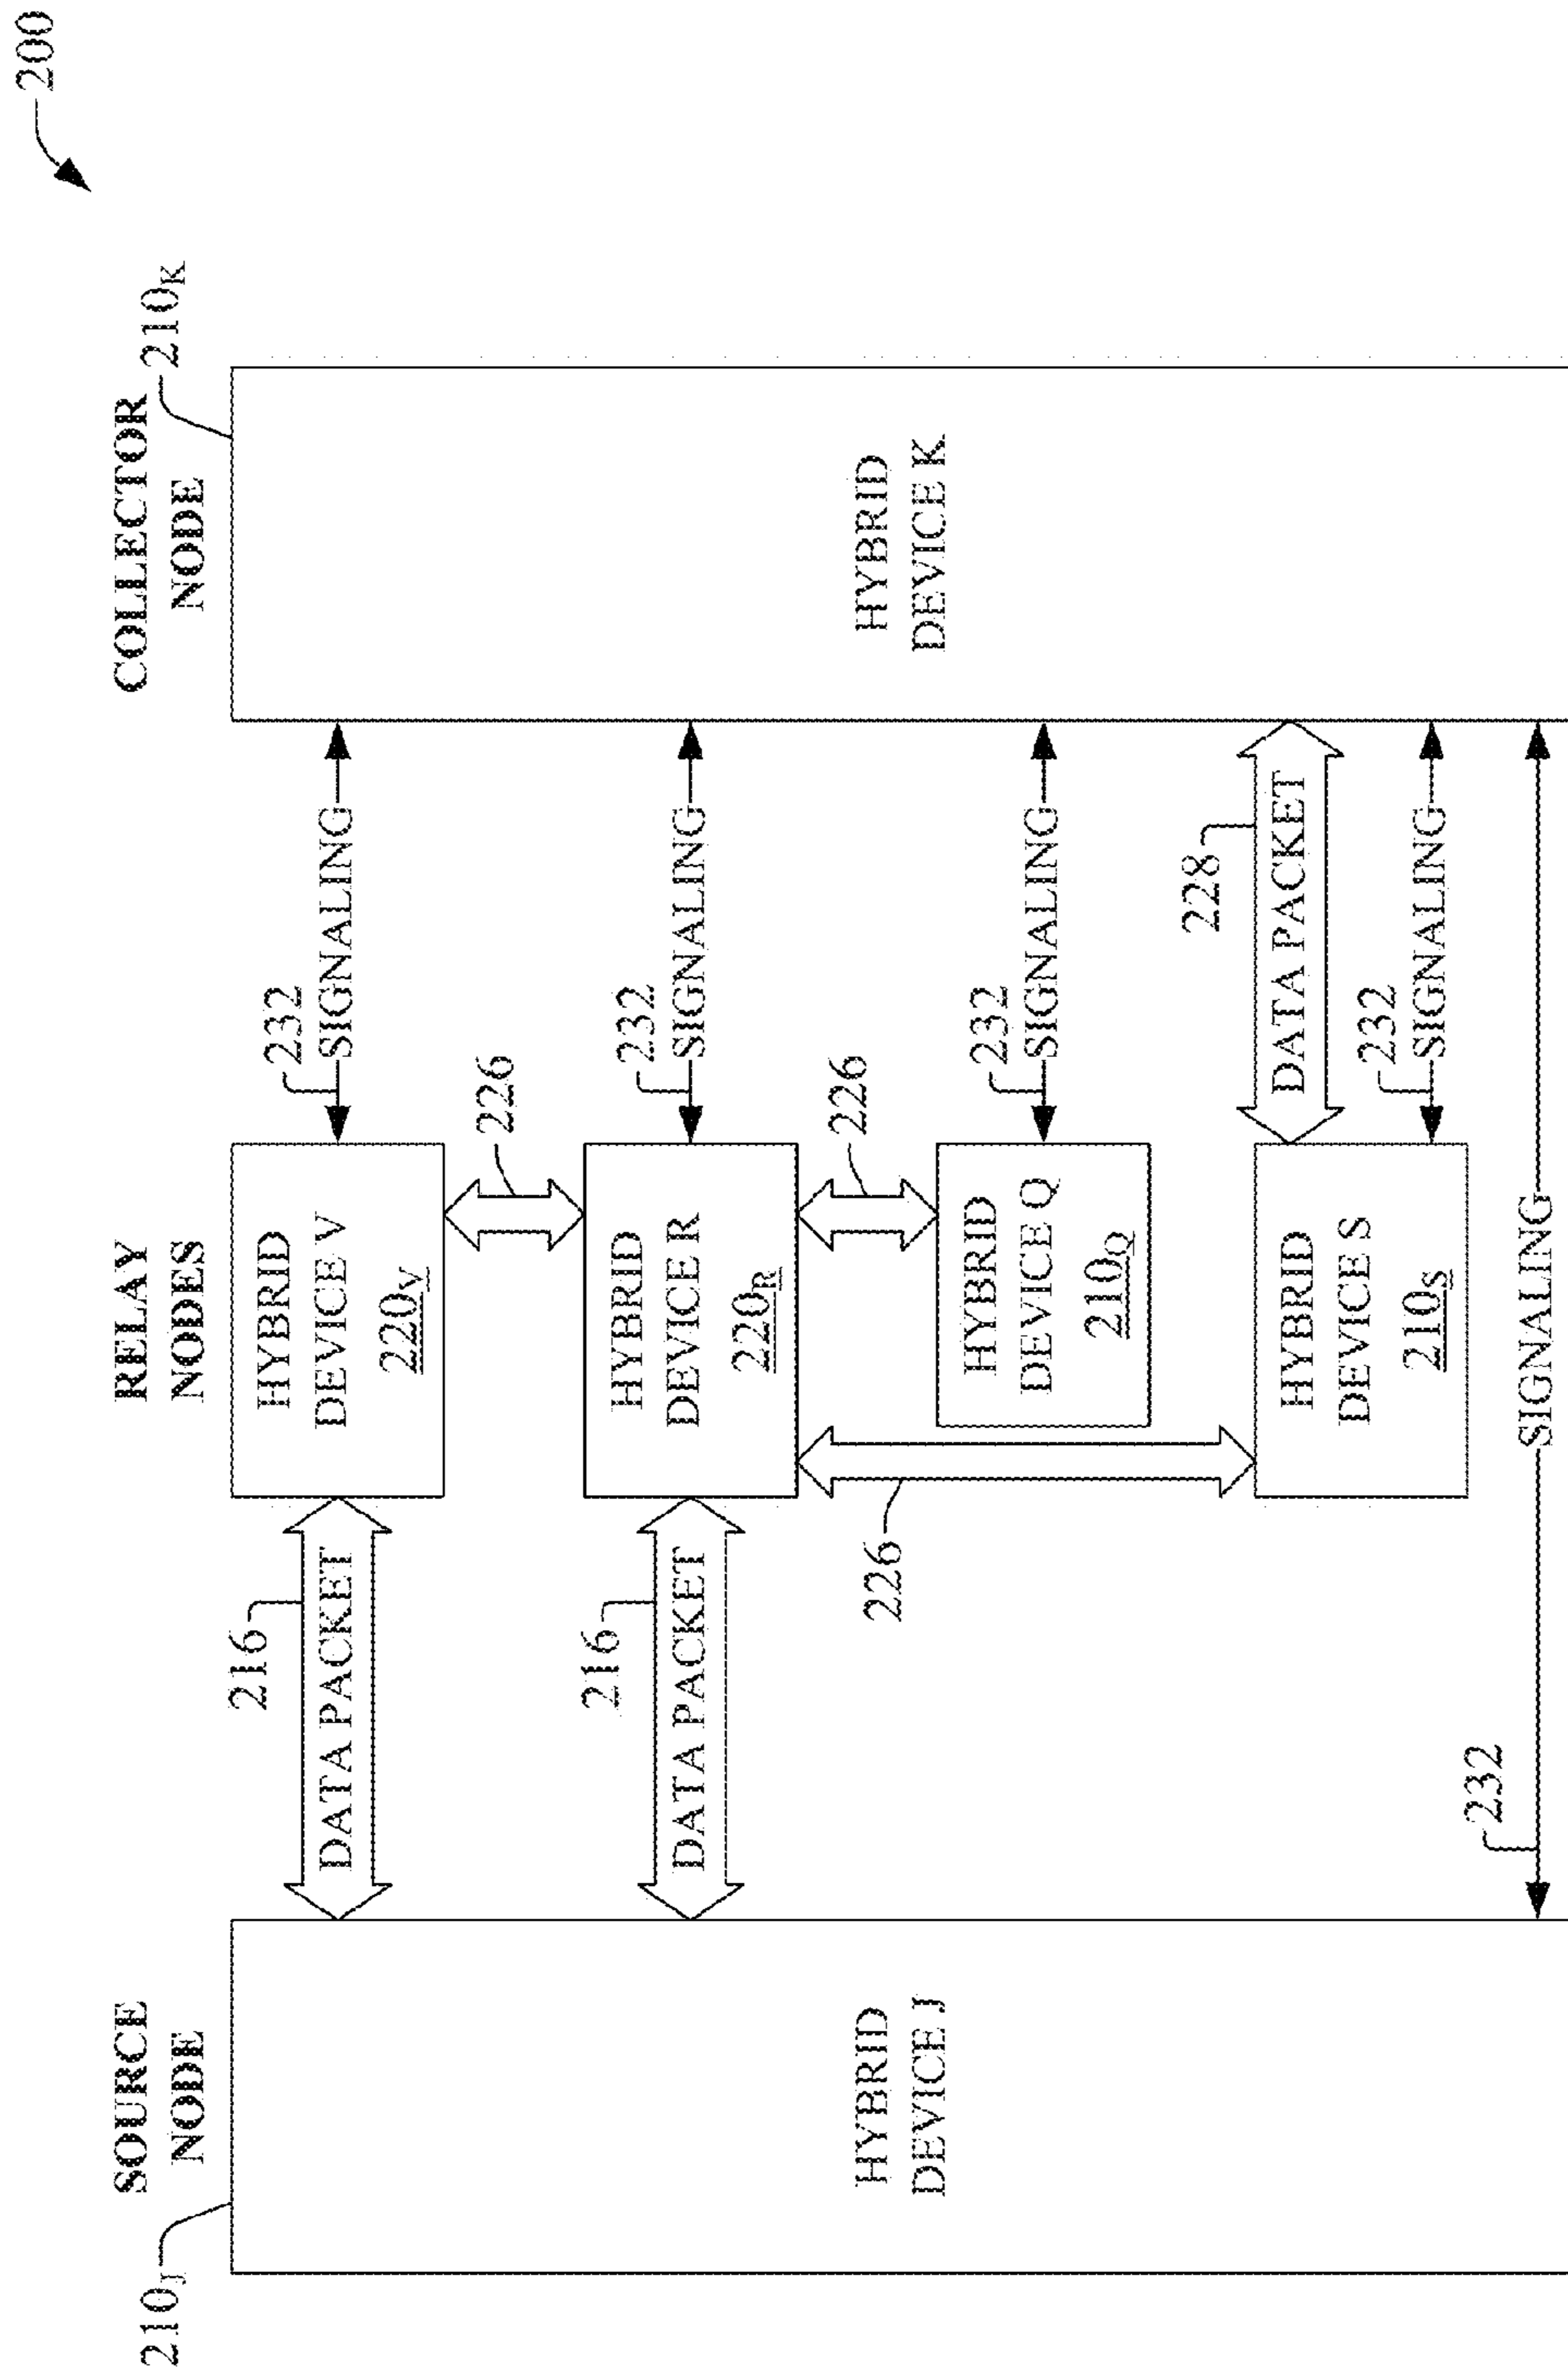 200
SOURCE
NODE
RELAY
NODES
COLLECTOR
NODE
210J
210K
HYBRID
DEVICE J
216
DATA PACKET
HYBRID
DEVICE V
220V
232
SIGNALING
226
216
DATA PACKET
HYBRID
DEVICE R
220R
232
SIGNALING
226
HYBRID
DEVICE K
226
HYBRID
DEVICE Q
210Q
232
SIGNALING
228
DATA PACKET
HYBRID
DEVICE S
210S
232
SIGNALING
232
SIGNALING